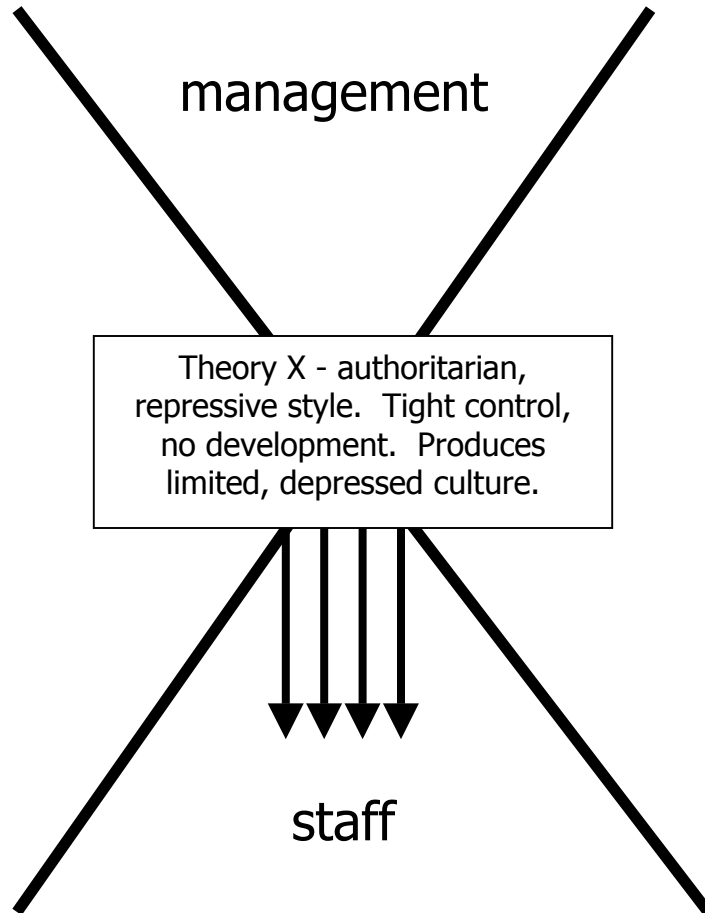 management
Theory X - authoritarian,
repressive style.  Tight control,
no development.  Produces
limited, depressed culture.
staff